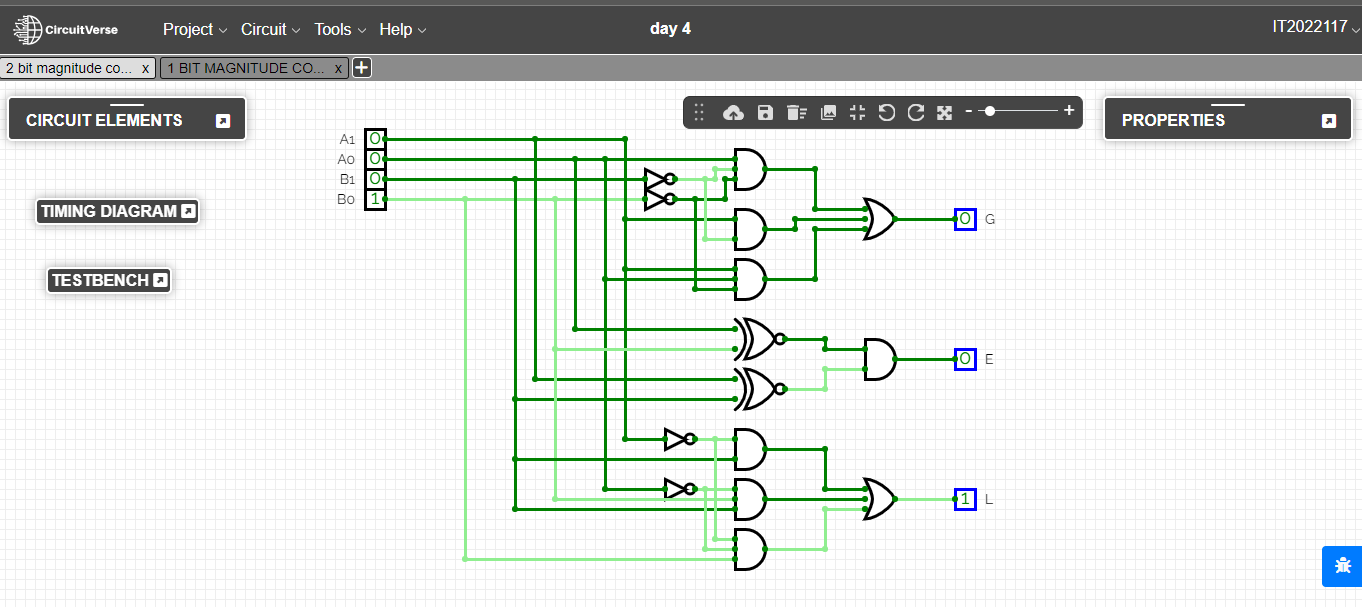 CircuitVerse Project Circuit Tools Help day 4 IT2022117
2 bit magnitude co... x 1 BIT MAGNITUDE CO... x +
CIRCUIT ELEMENTS
- +
PROPERTIES
A1 0
A0 0
B1 0
B0 1
TIMING DIAGRAM
0 G
TESTBENCH
0 E
1 L